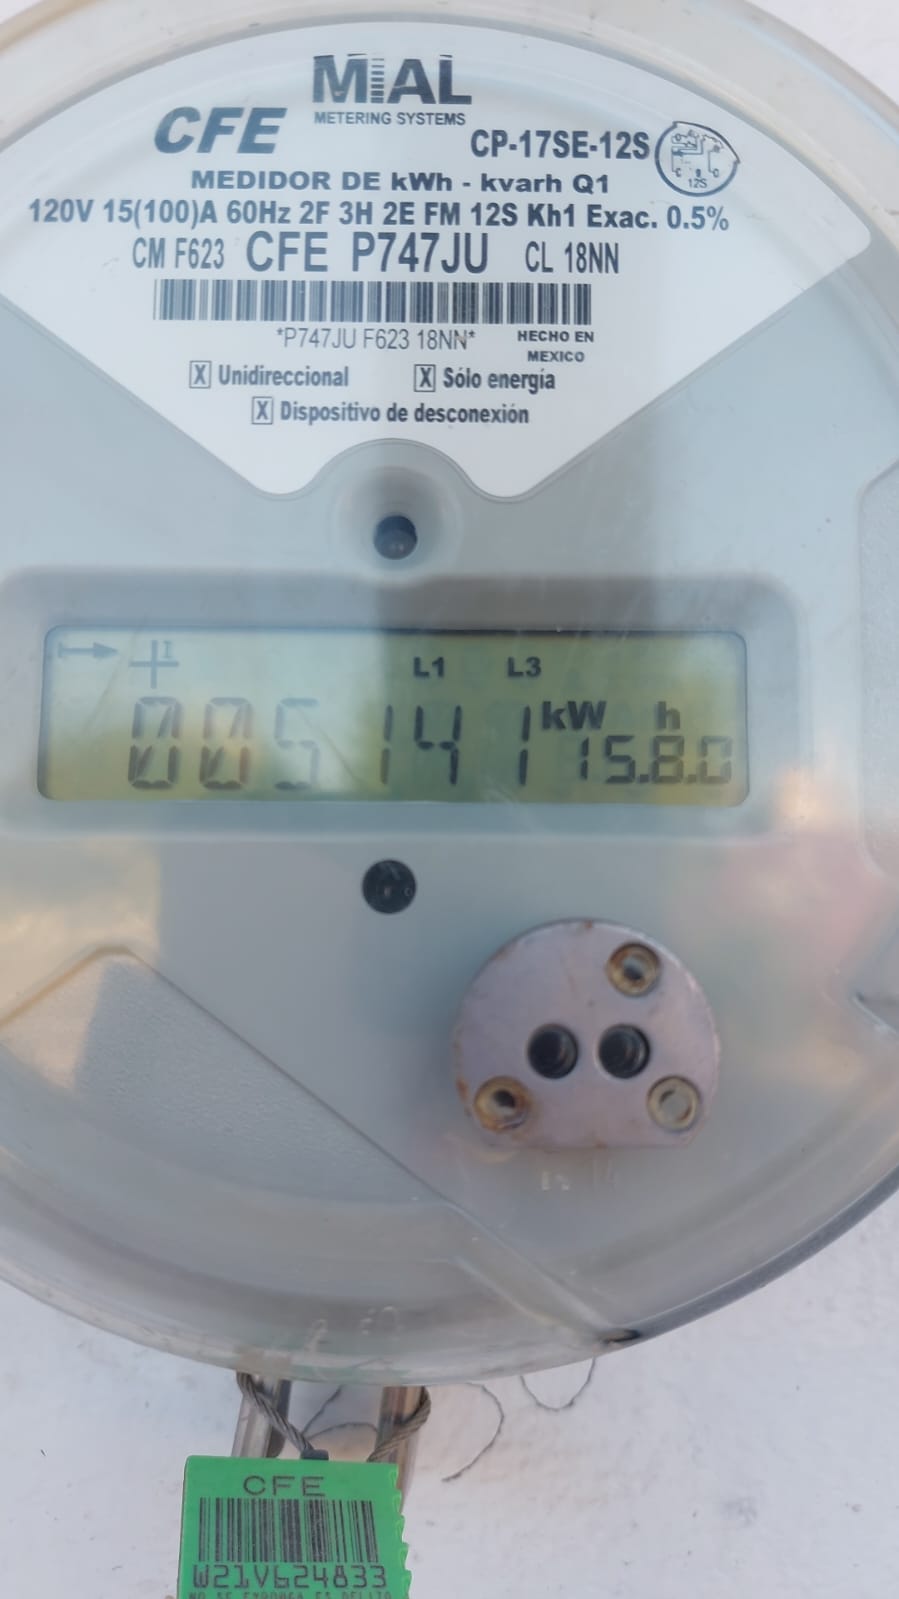 MIAL
METERING SYSTEMS
CFE
CP-17SE-12S
12S
MEDIDOR DE kWh - kvarh Q1
120V 15(100)A 60Hz 2F 3H 2E FM 12S Kh1 Exac. 0.5%
CM F623 CFE P747JU CL 18NN
*P747JU F623 18NN*
HECHO EN
MEXICO
X Unidireccional X Sólo energía
X Dispositivo de desconexión
1 L1 L3
005141 kW h 15.8.0
CFE
W21V624833